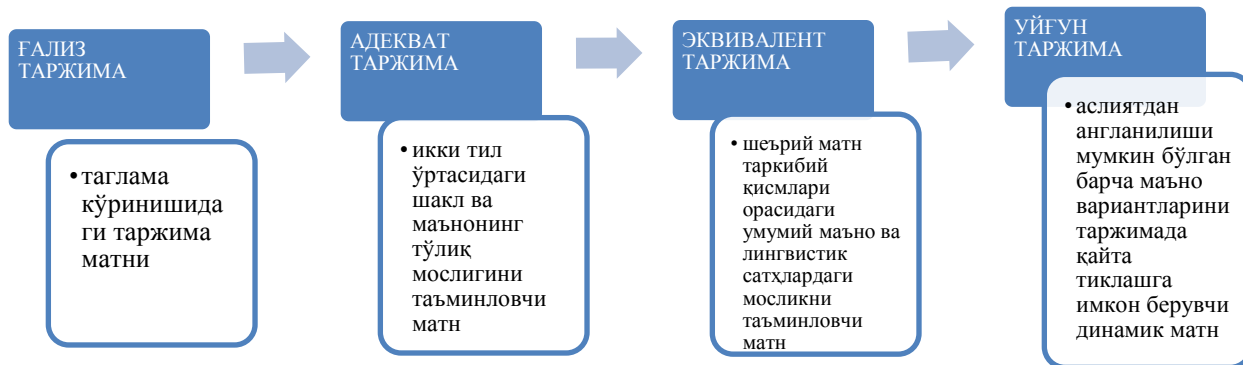 ҒАЛИЗ
ТАРЖИМА
• таглама
кўринишида
ги таржима
матни
АДЕКВАТ
ТАРЖИМА
• икки тил
ўртасидаги
шакл ва
маънонинг
тўлиқ
мослигини
таъминловчи
матн
ЭКВИВАЛЕНТ
ТАРЖИМА
• шеърий матн
таркибий
қисмлари
орасидаги
умумий маъно ва
лингвистик
сатҳлардаги
мосликни
таъминловчи
матн
УЙҒУН
ТАРЖИМА
• аслиятдан
англанилиши
мумкин бўлган
барча маъно
вариантларини
таржимада
қайта
тиклашга
имкон берувчи
динамик матн